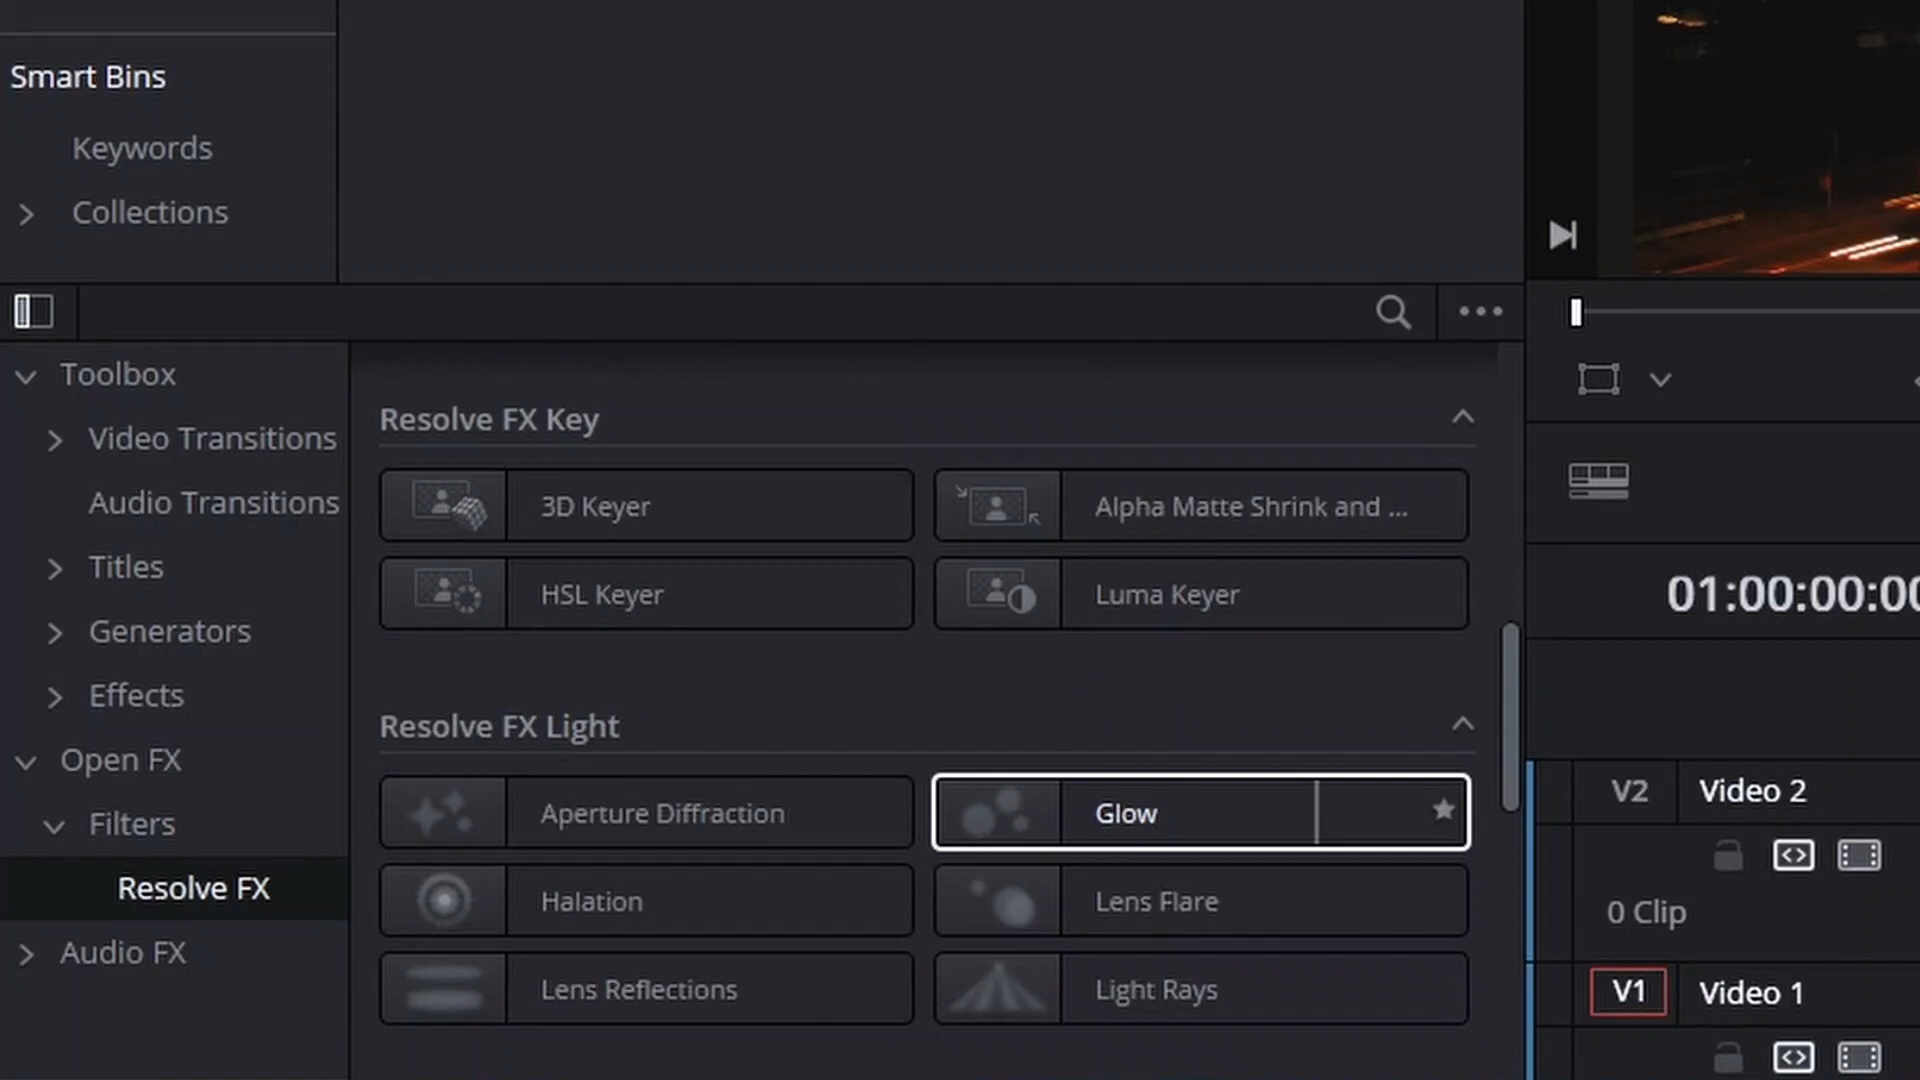 Smart Bins
Keywords
Collections
Toolbox
Video Transitions
Audio Transitions
Titles
Generators
Effects
Open FX
Filters
Resolve FX
Audio FX
Resolve FX Key
3D Keyer
Alpha Matte Shrink and ...
HSL Keyer
Luma Keyer
Resolve FX Light
Aperture Diffraction
Glow
Halation
Lens Flare
Lens Reflections
Light Rays
01:00:00:00
V2 Video 2
0 Clip
V1 Video 1